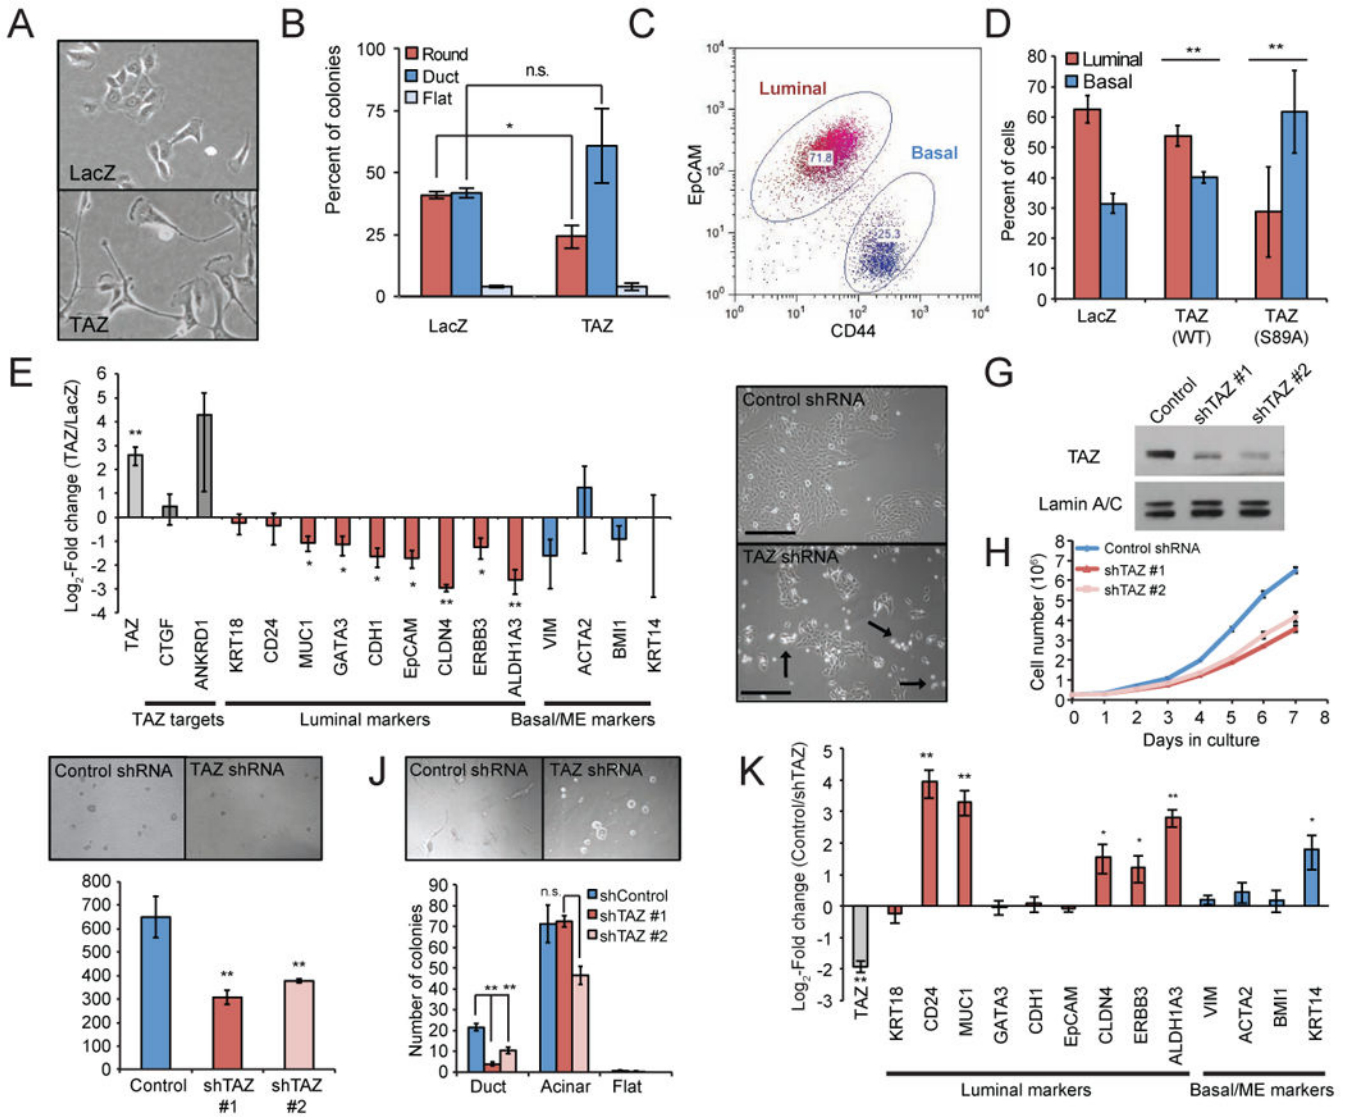 A
LacZ
TAZ
B
Percent of colonies
100
75
50
25
0
Round
Duct
Flat
n.s.
*
LacZ
TAZ
C
EpCAM
10⁴
10³
10²
10¹
10⁰
Luminal
71.8
Basal
25.3
10⁰ 10¹ 10² 10³ 10⁴
CD44
D
Percent of cells
80
70
60
50
40
30
20
10
0
Luminal
Basal
**
**
LacZ
TAZ (WT)
TAZ (S89A)
E
Log₂-Fold change (TAZ/LacZ)
6
5
4
3
2
1
0
-1
-2
-3
-4
**
*
*
*
*
**
*
**
TAZ
CTGF
ANKRD1
KRT18
CD24
MUC1
GATA3
CDH1
EpCAM
CLDN4
ERBB3
ALDH1A3
VIM
ACTA2
BMI1
KRT14
TAZ targets
Luminal markers
Basal/ME markers
Control shRNA
TAZ shRNA
G
Control
shTAZ #1
shTAZ #2
TAZ
Lamin A/C
H
Cell number (10⁶)
8
7
6
5
4
3
2
1
0
Control shRNA
shTAZ #1
shTAZ #2
0 1 2 3 4 5 6 7 8
Days in culture
Control shRNA
TAZ shRNA
800
700
600
500
400
300
200
100
0
**
**
Control
shTAZ #1
shTAZ #2
J
Control shRNA
TAZ shRNA
Number of colonies
90
80
70
60
50
40
30
20
10
0
n.s.
** **
shControl
shTAZ #1
shTAZ #2
Duct
Acinar
Flat
K
Log₂-Fold change (Control/shTAZ)
5
4
3
2
1
0
-1
-2
-3
**
**
**
*
*
**
*
TAZ
KRT18
CD24
MUC1
GATA3
CDH1
EpCAM
CLDN4
ERBB3
ALDH1A3
VIM
ACTA2
BMI1
KRT14
Luminal markers
Basal/ME markers